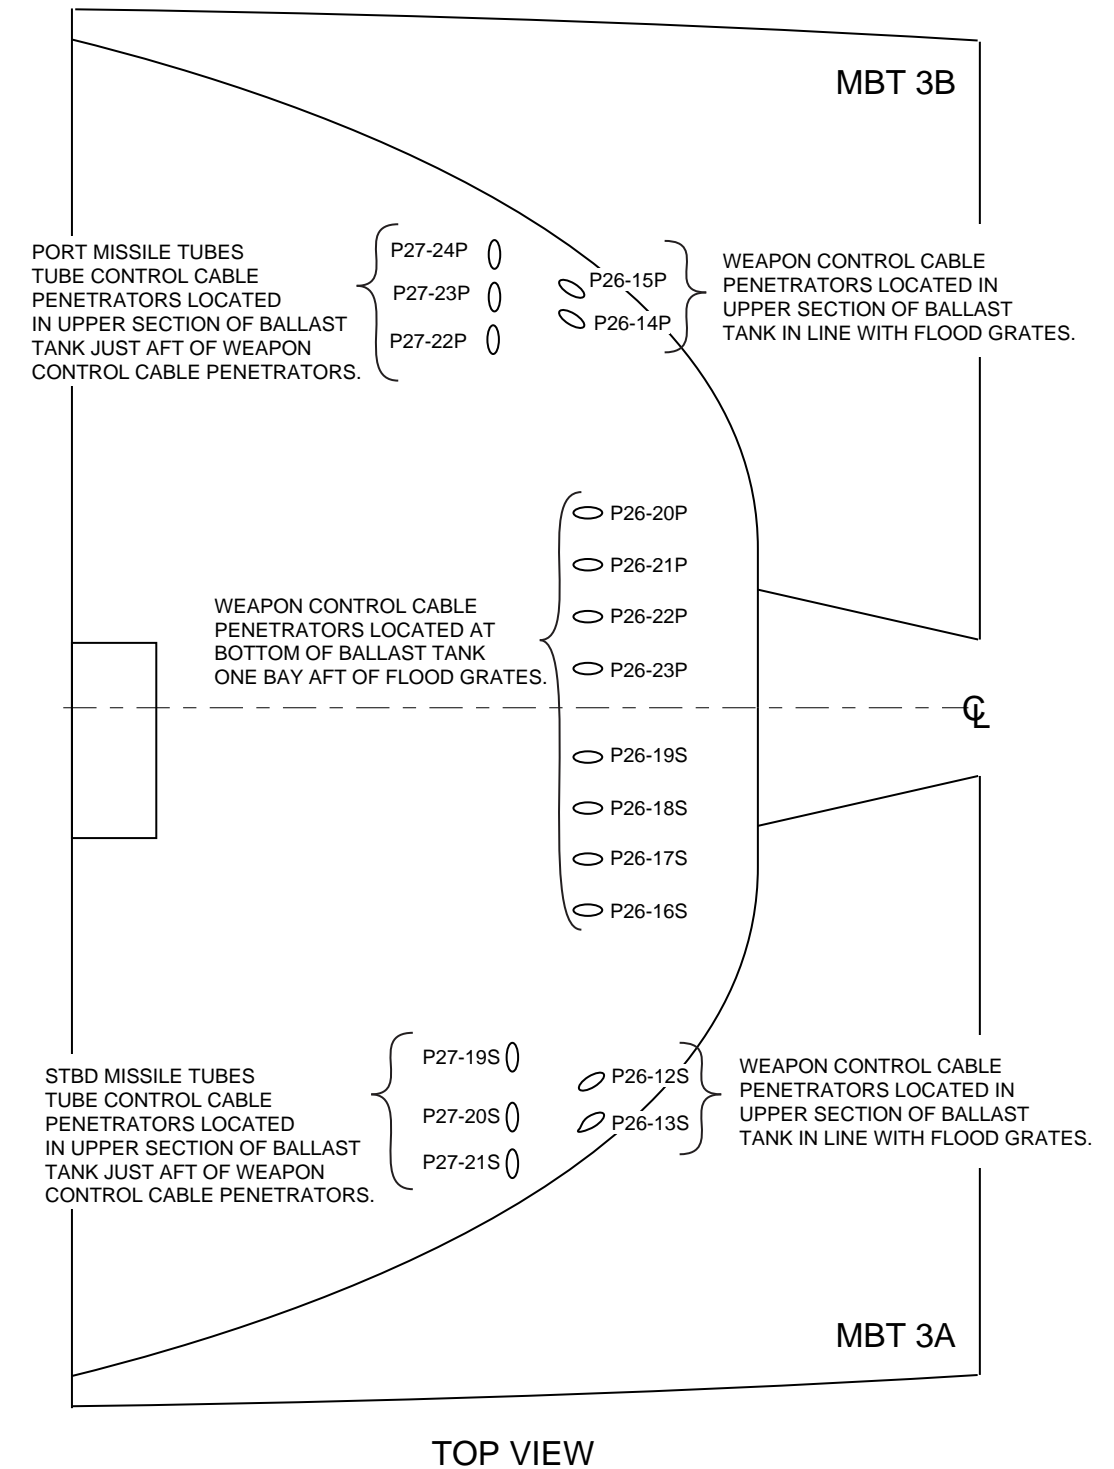 MBT 3B
PORT MISSILE TUBES
TUBE CONTROL CABLE
PENETRATORS LOCATED
IN UPPER SECTION OF BALLAST
TANK JUST AFT OF WEAPON
CONTROL CABLE PENETRATORS.
P27-24P
P27-23P
P27-22P
P26-15P
P26-14P
WEAPON CONTROL CABLE
PENETRATORS LOCATED IN
UPPER SECTION OF BALLAST
TANK IN LINE WITH FLOOD GRATES.
WEAPON CONTROL CABLE
PENETRATORS LOCATED AT
BOTTOM OF BALLAST TANK
ONE BAY AFT OF FLOOD GRATES.
P26-20P
P26-21P
P26-22P
P26-23P
℄
P26-19S
P26-18S
P26-17S
P26-16S
STBD MISSILE TUBES
TUBE CONTROL CABLE
PENETRATORS LOCATED
IN UPPER SECTION OF BALLAST
TANK JUST AFT OF WEAPON
CONTROL CABLE PENETRATORS.
P27-19S
P27-20S
P27-21S
P26-12S
P26-13S
WEAPON CONTROL CABLE
PENETRATORS LOCATED IN
UPPER SECTION OF BALLAST
TANK IN LINE WITH FLOOD GRATES.
MBT 3A
TOP VIEW